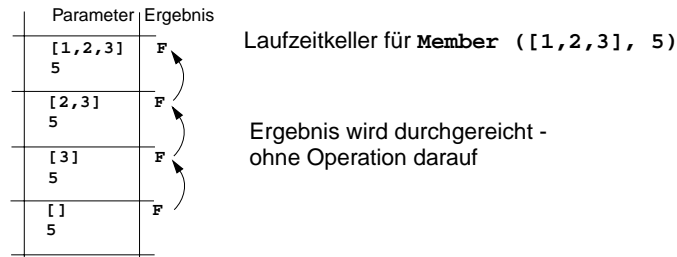 Parameter Ergebnis
[1,2,3] F
5
[2,3] F
5
[3] F
5
[] F
5
Laufzeitkeller für Member ([1,2,3], 5)
Ergebnis wird durchgereicht -
ohne Operation darauf